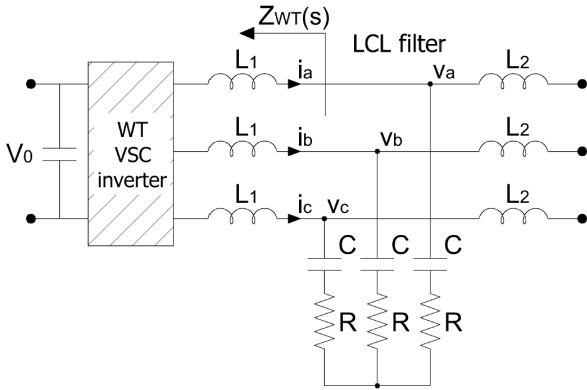 ZWT(s)
LCL filter
L1
ia
va
L2
V0
WT
VSC
inverter
L1
ib
vb
L2
L1
ic
vc
L2
C
C
C
R
R
R